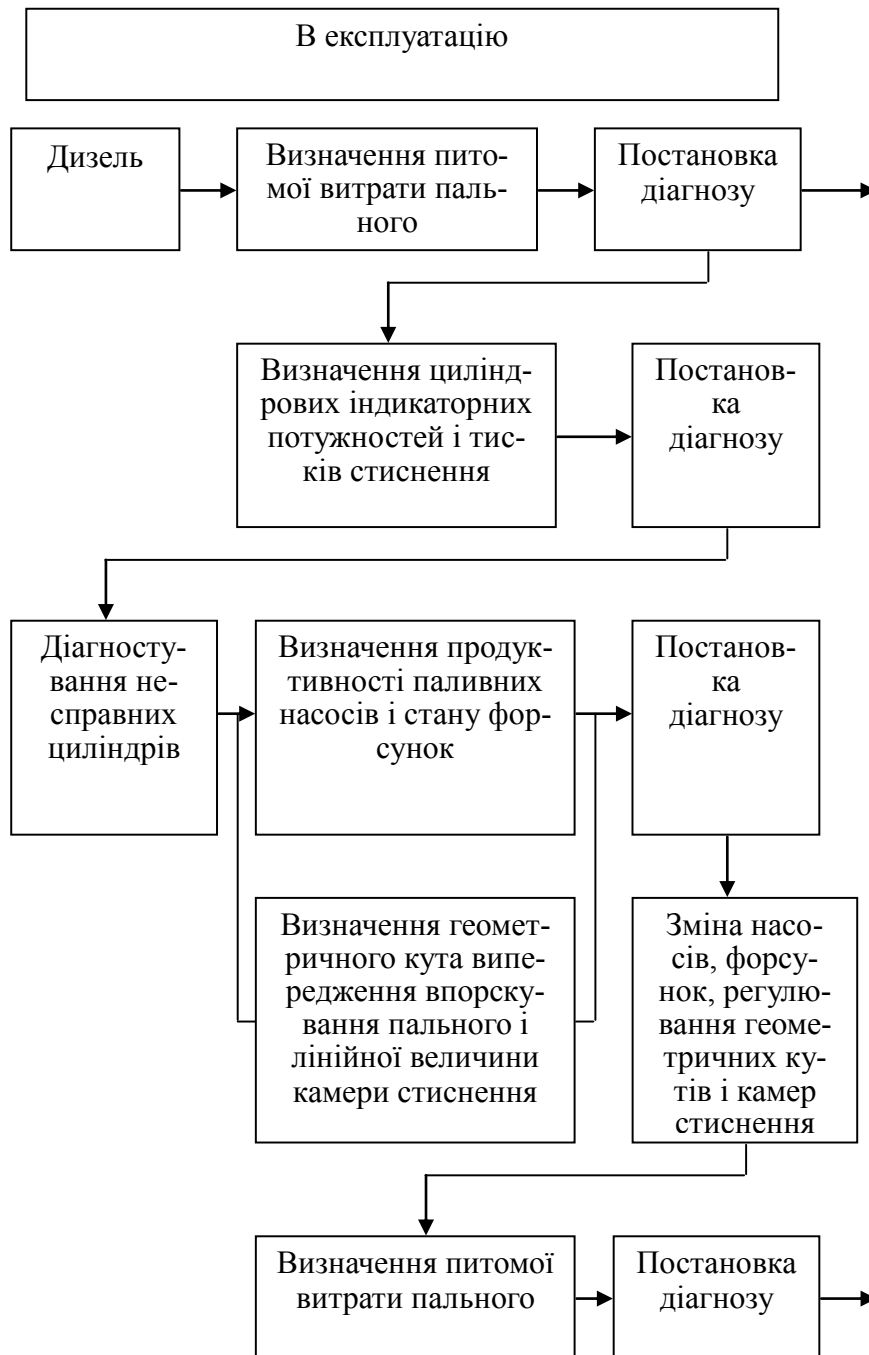 В експлуатацію
Дизель
Визначення пито-
мої витрати паль-
ного
Постановка
діагнозу
Визначення цилінд-
рових індикаторних
потужностей і тис-
ків стиснення
Постанов-
ка
діагнозу
Діагносту-
вання не-
справних
циліндрів
Визначення продук-
тивності паливних
насосів і стану фор-
сунок
Постанов-
ка
діагнозу
Визначення геомет-
ричного кута випе-
редження впорску-
вання пального і
лінійної величини
камери стиснення
Зміна насо-
сів, форсу-
нок, регулю-
вання геоме-
тричних ку-
тів і камер
стиснення
Визначення питомої
витрати пального
Постановка
діагнозу